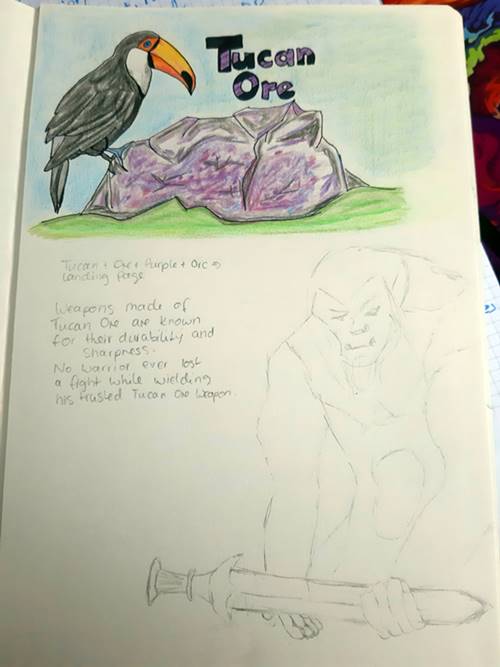 Tucan
Ore
Tucan + Ore + Purple + Orc =>
Landing Page
Weapons made of
Tucan Ore are known
for their durability and
Sharpness.
No Warrior ever lost
a fight while wielding
his trusted Tucan Ore Weapon.